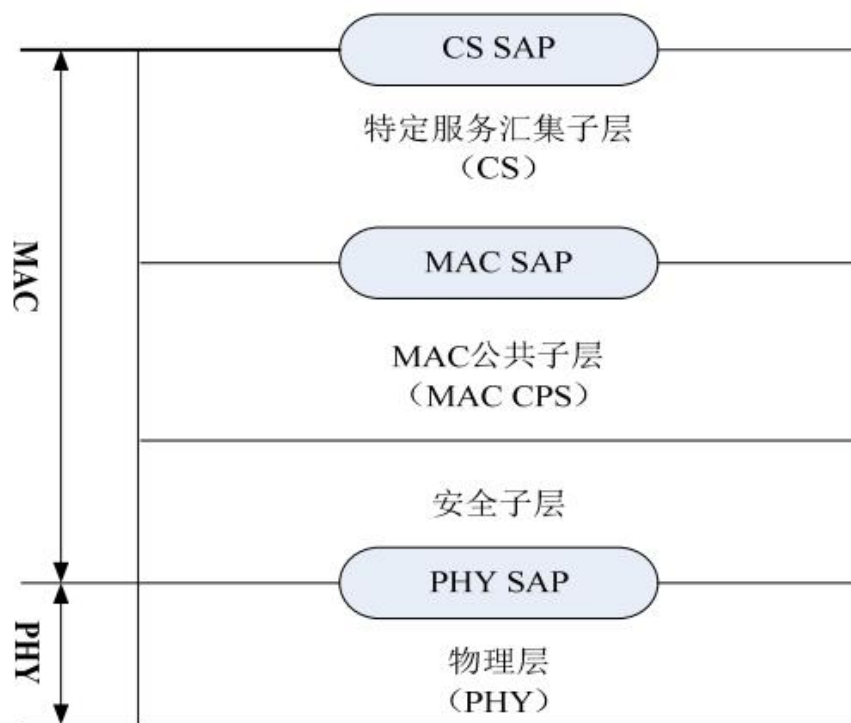 CS SAP
特定服务汇集子层
（CS）
MAC
MAC SAP
MAC公共子层
（MAC CPS）
安全子层
PHY SAP
PHY
物理层
（PHY）